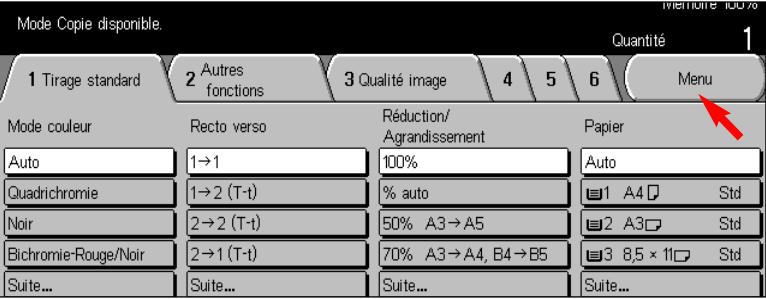 Mémoire 100%
Mode Copie disponible.
Quantité 1
1 Tirage standard
2 Autres fonctions
3 Qualité image
4
5
6
Menu
Mode couleur
Auto
Quadrichromie
Noir
Bichromie-Rouge/Noir
Suite...
Recto verso
1→1
1→2 (T-t)
2→2 (T-t)
2→1 (T-t)
Suite...
Réduction/
Agrandissement
100%
% auto
50% A3→A5
70% A3→A4, B4→B5
Suite...
Papier
Auto
1 A4 Std
2 A3 Std
3 8,5 × 11 Std
Suite...